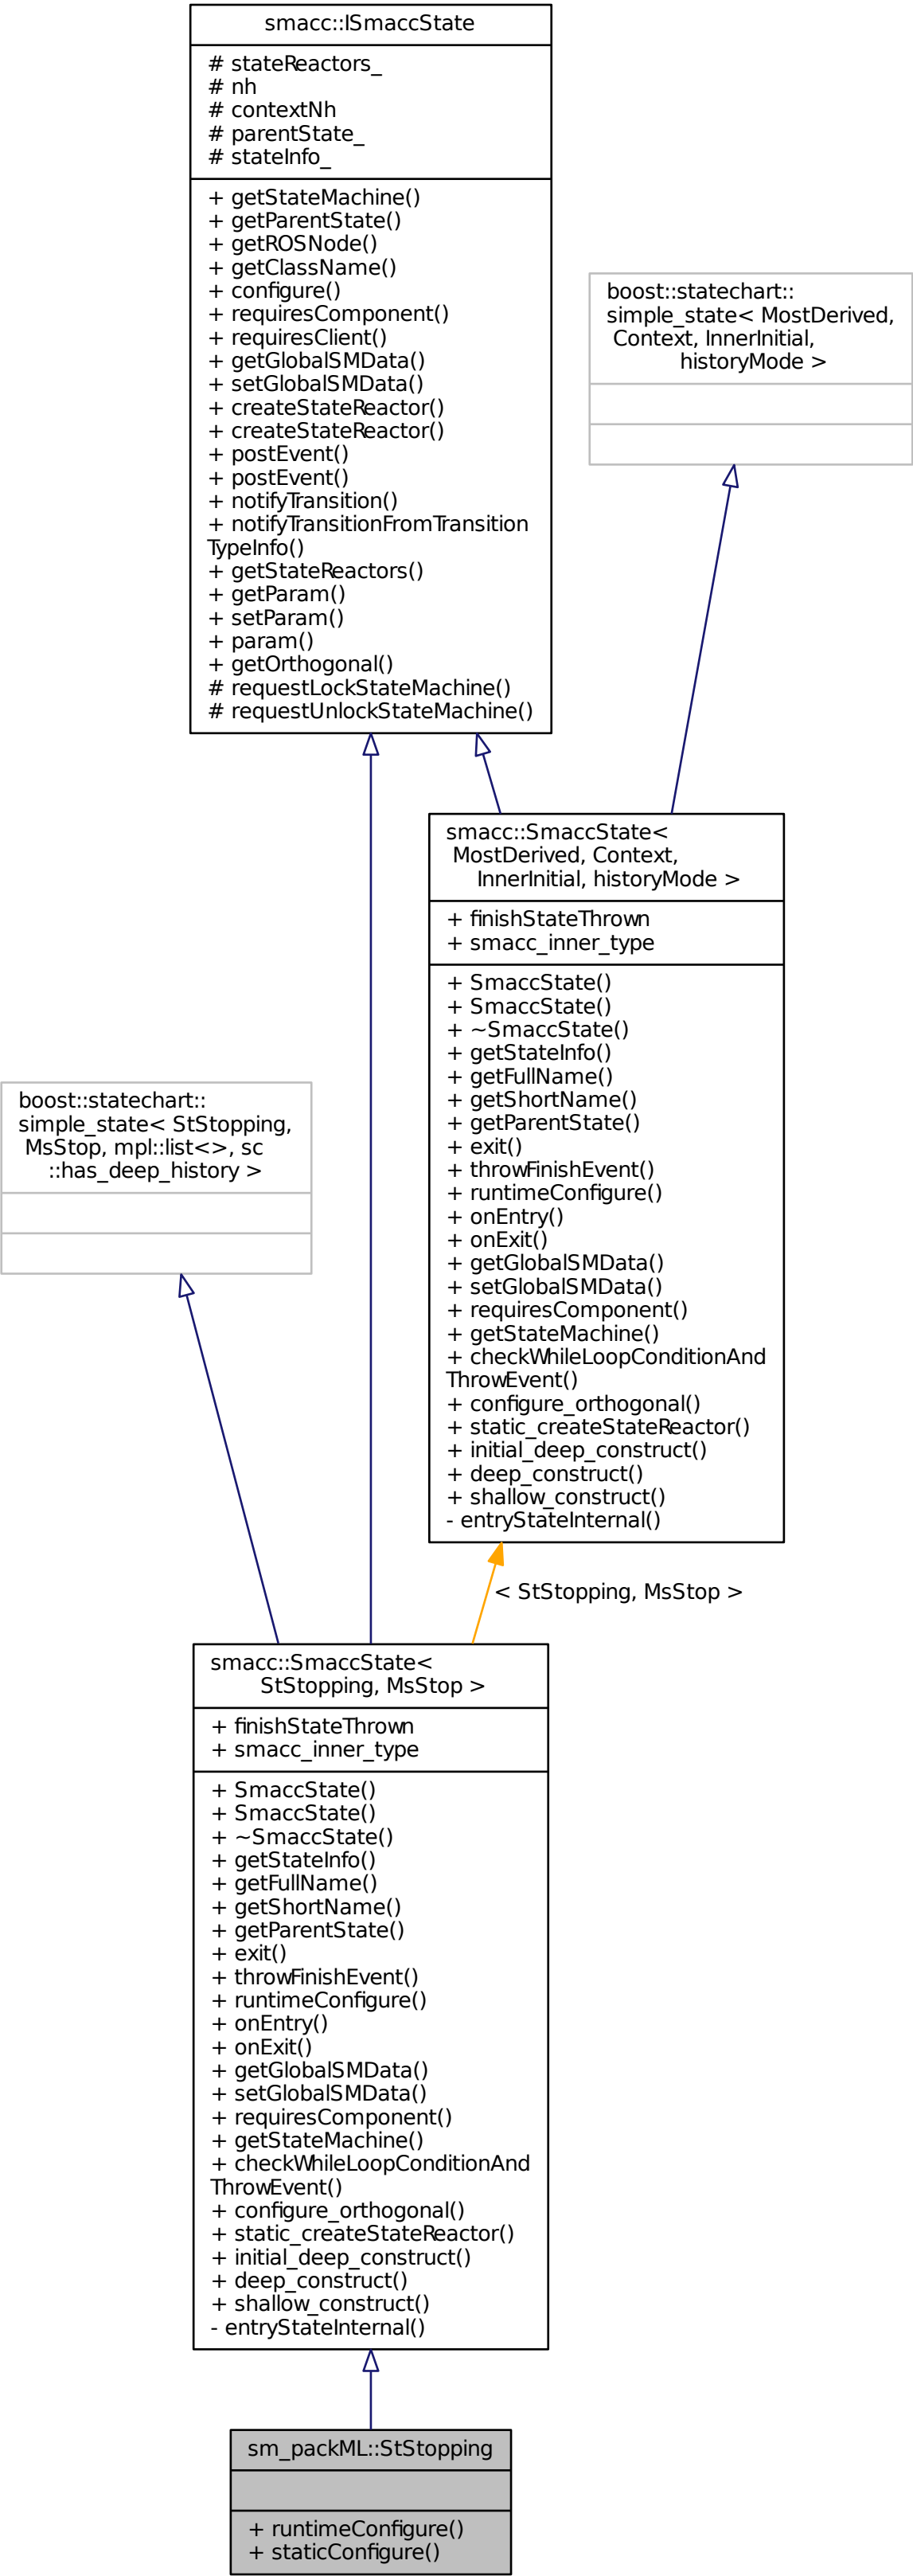 smacc::ISmaccState
# stateReactors_
# nh
# contextNh
# parentState_
# stateInfo_
+ getStateMachine()
+ getParentState()
+ getROSNode()
+ getClassName()
+ configure()
+ requiresComponent()
+ requiresClient()
+ getGlobalSMData()
+ setGlobalSMData()
+ createStateReactor()
+ createStateReactor()
+ postEvent()
+ postEvent()
+ notifyTransition()
+ notifyTransitionFromTransition
TypeInfo()
+ getStateReactors()
+ getParam()
+ setParam()
+ param()
+ getOrthogonal()
# requestLockStateMachine()
# requestUnlockStateMachine()
boost::statechart::
simple_state< MostDerived,
Context, InnerInitial,
historyMode >
smacc::SmaccState<
MostDerived, Context,
InnerInitial, historyMode >
+ finishStateThrown
+ smacc_inner_type
+ SmaccState()
+ SmaccState()
+ ~SmaccState()
+ getStateInfo()
+ getFullName()
+ getShortName()
+ getParentState()
+ exit()
+ throwFinishEvent()
+ runtimeConfigure()
+ onEntry()
+ onExit()
+ getGlobalSMData()
+ setGlobalSMData()
+ requiresComponent()
+ getStateMachine()
+ checkWhileLoopConditionAnd
ThrowEvent()
+ configure_orthogonal()
+ static_createStateReactor()
+ initial_deep_construct()
+ deep_construct()
+ shallow_construct()
- entryStateInternal()
boost::statechart::
simple_state< StStopping,
MsStop, mpl::list<>, sc
::has_deep_history >
< StStopping, MsStop >
smacc::SmaccState<
StStopping, MsStop >
+ finishStateThrown
+ smacc_inner_type
+ SmaccState()
+ SmaccState()
+ ~SmaccState()
+ getStateInfo()
+ getFullName()
+ getShortName()
+ getParentState()
+ exit()
+ throwFinishEvent()
+ runtimeConfigure()
+ onEntry()
+ onExit()
+ getGlobalSMData()
+ setGlobalSMData()
+ requiresComponent()
+ getStateMachine()
+ checkWhileLoopConditionAnd
ThrowEvent()
+ configure_orthogonal()
+ static_createStateReactor()
+ initial_deep_construct()
+ deep_construct()
+ shallow_construct()
- entryStateInternal()
sm_packML::StStopping
+ runtimeConfigure()
+ staticConfigure()